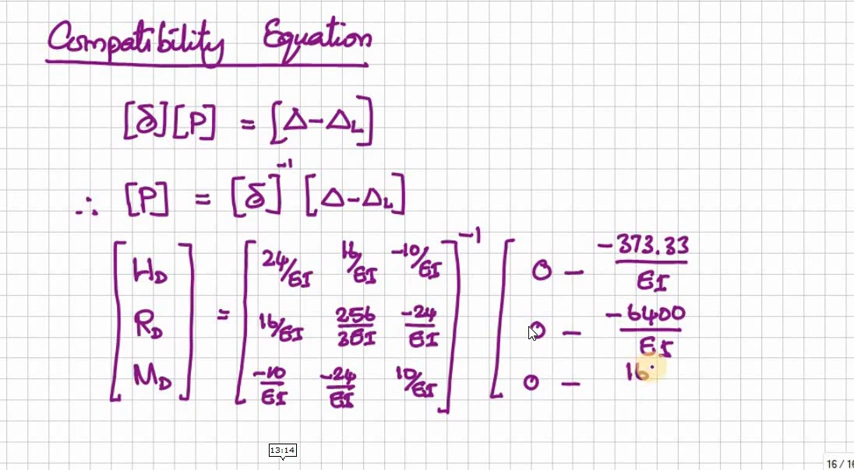 Compatibility Equation
[δ][P] = [Δ-ΔL]
∴ [P] = [δ]⁻¹ [Δ-ΔL]
[HD] = [24/EI 16/EI -10/EI]⁻¹ [0 - -373.33/EI]
[RD] [16/EI 256/3EI -24/EI] [0 - -6400/EI]
[MD] [-10/EI -24/EI 10/EI] [0 - 16
13:14
16 / 16